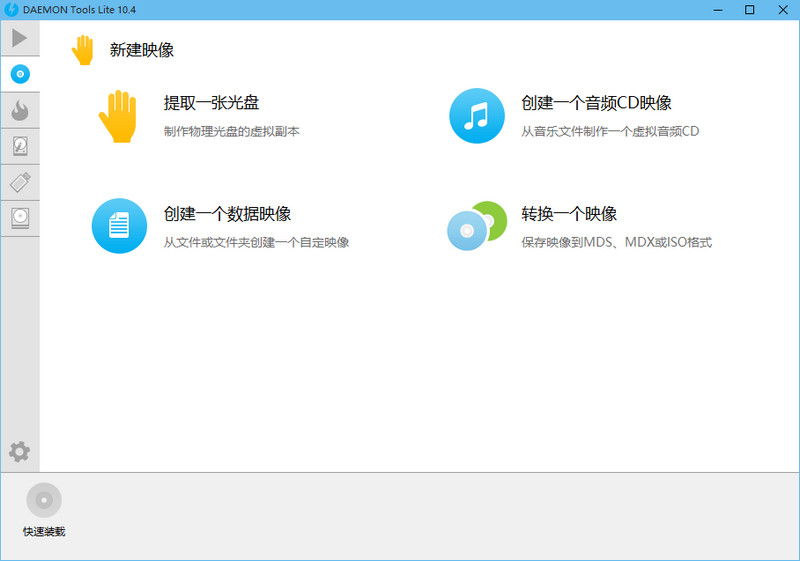 DAEMON Tools Lite 10.4
新建映像
提取一张光盘
制作物理光盘的虚拟副本
创建一个音频CD映像
从音乐文件制作一个虚拟音频CD
创建一个数据映像
从文件或文件夹创建一个自定映像
转换一个映像
保存映像到MDS、MDX或ISO格式
快速装载